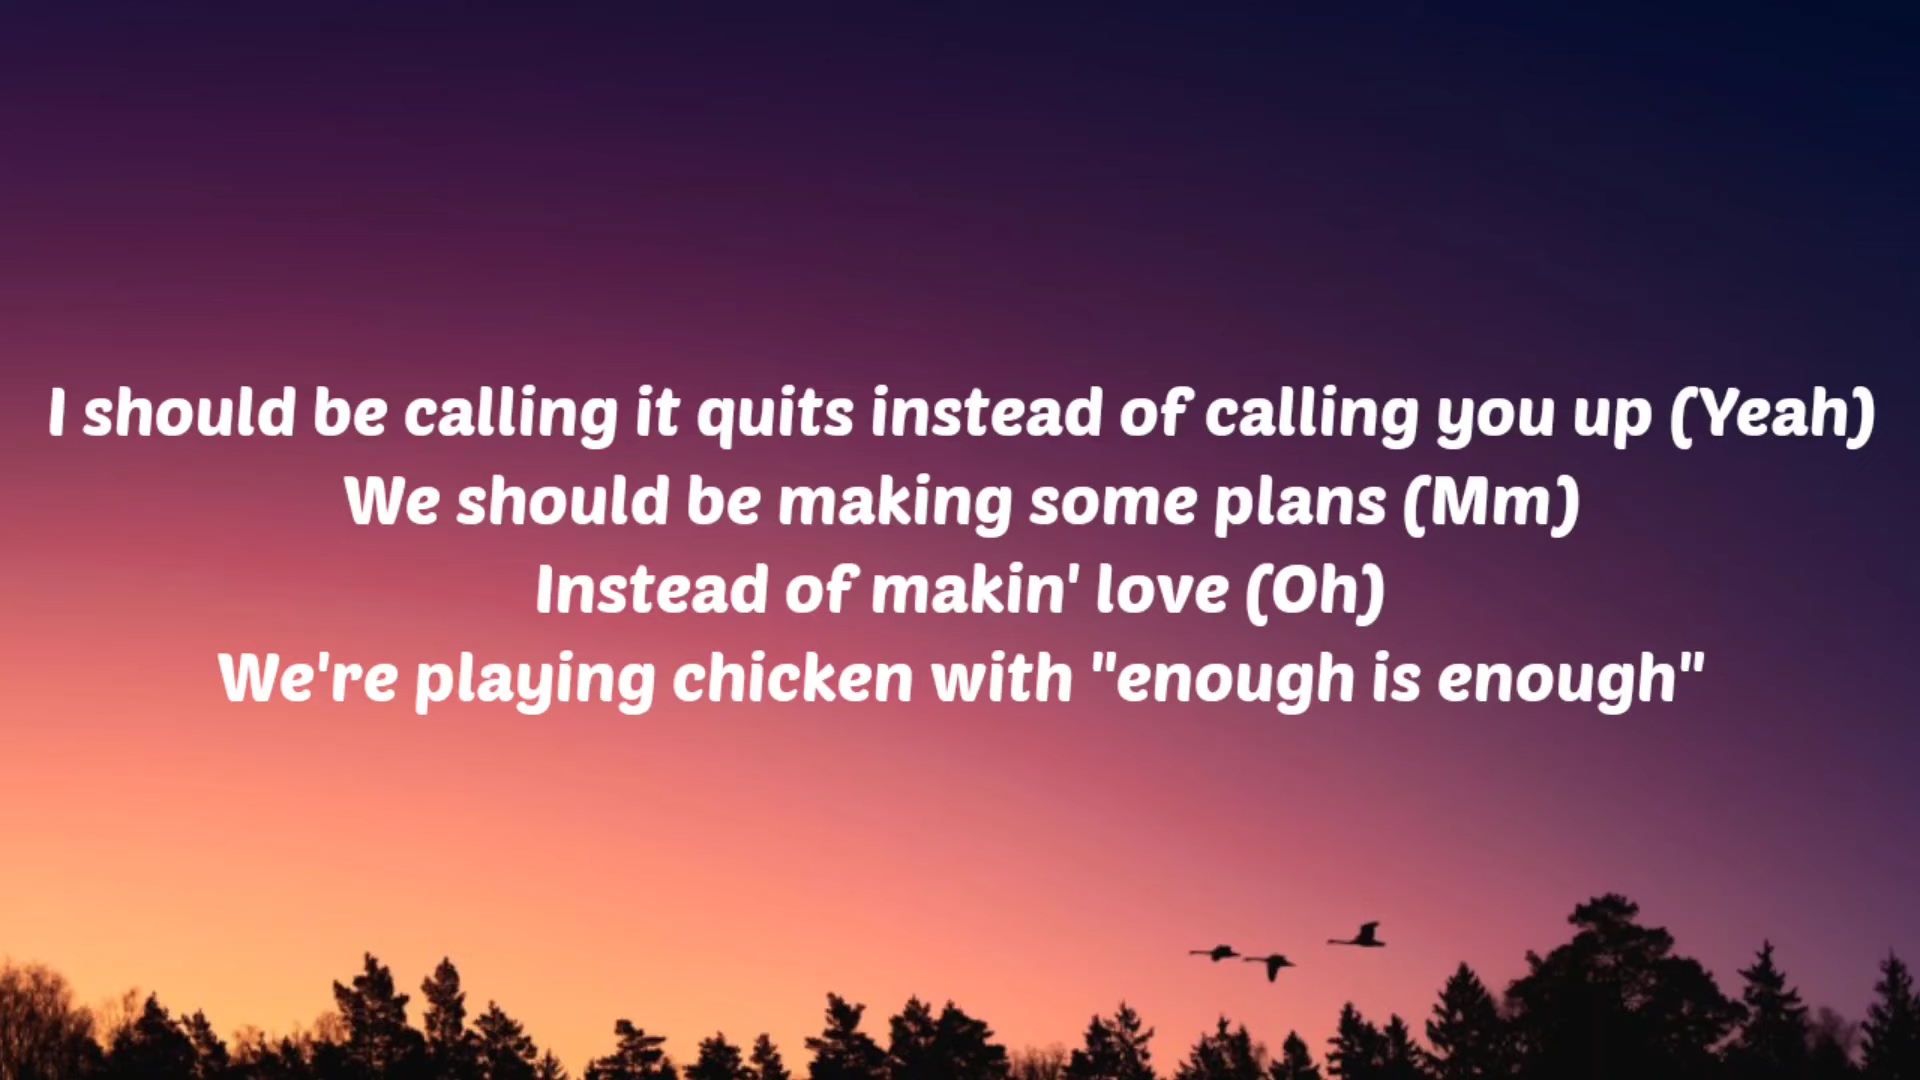 I should be calling it quits instead of calling you up (Yeah)
We should be making some plans (Mm)
Instead of makin' love (Oh)
We're playing chicken with "enough is enough"